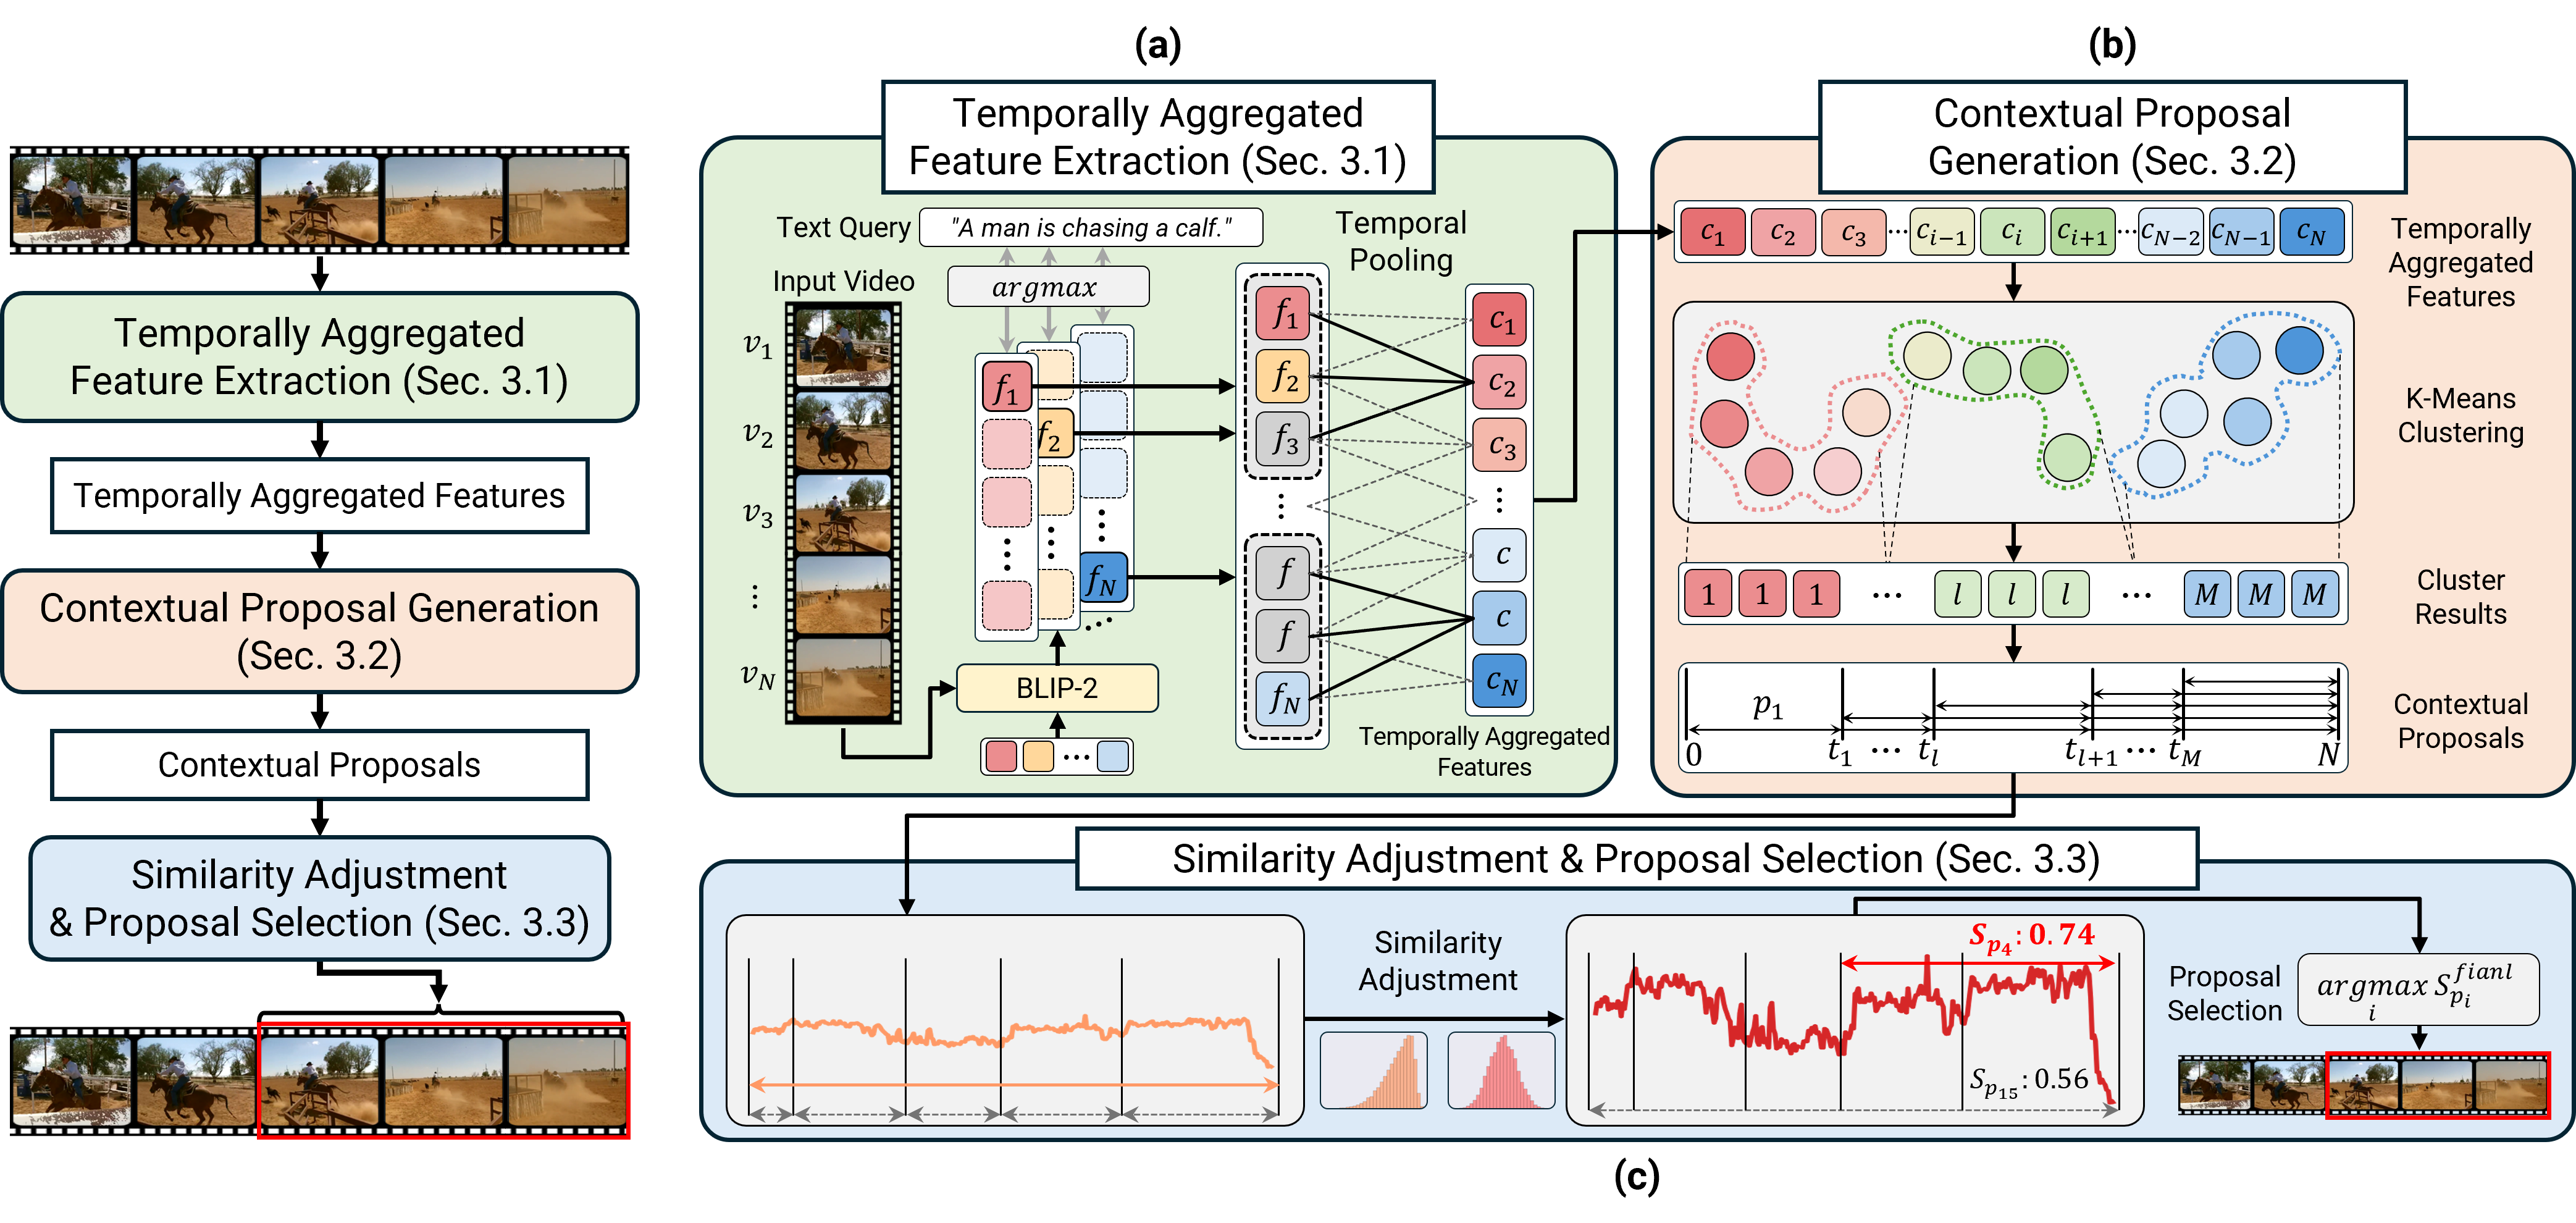 Temporally Aggregated
Feature Extraction (Sec. 3.1)
Temporally Aggregated Features
Contextual Proposal Generation
(Sec. 3.2)
Contextual Proposals
Similarity Adjustment
& Proposal Selection (Sec. 3.3)
(a)
Temporally Aggregated
Feature Extraction (Sec. 3.1)
Text Query
"A man is chasing a calf."
Input Video
argmax
Temporal
Pooling
v_1
v_2
v_3
⋮
v_N
f_1
f_2
⋮
f_N
BLIP-2
...
f_1
f_2
f_3
⋮
f
f
f_N
c_1
c_2
c_3
⋮
c
c
c_N
Temporally Aggregated
Features
(b)
Contextual Proposal
Generation (Sec. 3.2)
c_1 c_2 c_3 ... c_{i-1} c_i c_{i+1} ... c_{N-2} c_{N-1} c_N
Temporally
Aggregated
Features
K-Means
Clustering
1 1 1 ... l l l ... M M M
Cluster
Results
p_1
0 t_1 ... t_l t_{l+1} ... t_M N
Contextual
Proposals
Similarity Adjustment & Proposal Selection (Sec. 3.3)
Similarity
Adjustment
S_{p_4}: 0.74
S_{p_{15}}: 0.56
Proposal
Selection
argmax_i S_{p_i}^{fianl}
(c)